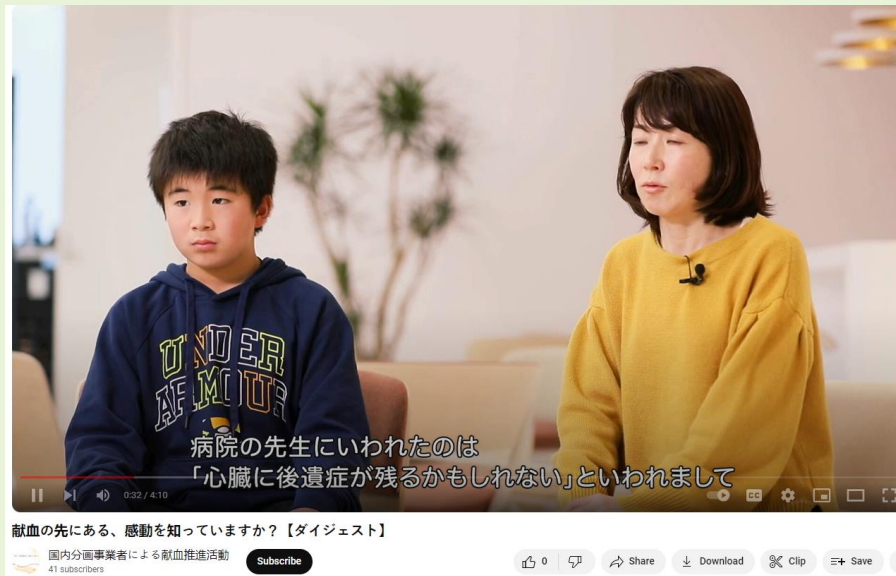 UNDER
ARMOUR
病院の先生にいわれたのは
「心臓に後遺症が残るかもしれない」といわれまして
0:32 / 4:10
CC
献血の先にある、感動を知っていますか？【ダイジェスト】
国内分画事業者による献血推進活動
41 subscribers
Subscribe
0
Share
Download
Clip
Save